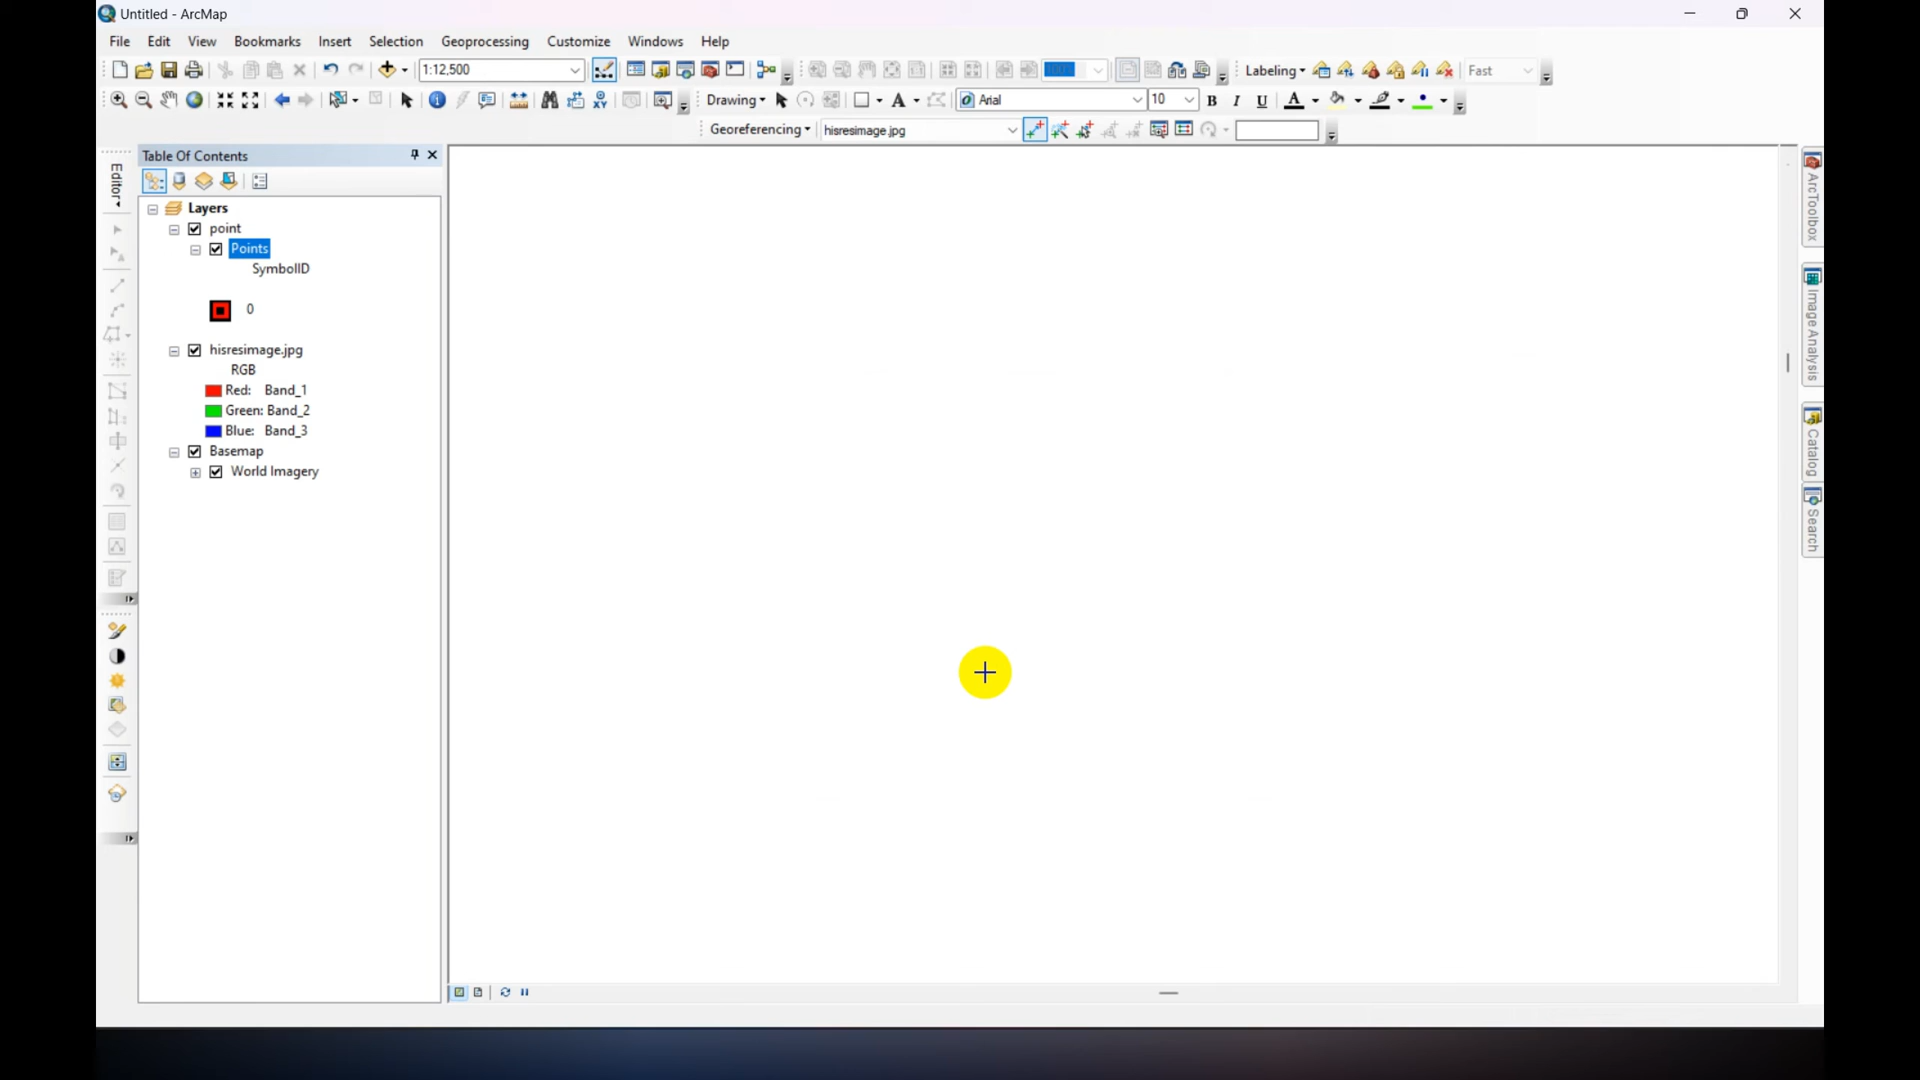 Untitled - ArcMap
File Edit View Bookmarks Insert Selection Geoprocessing Customize Windows Help
1:12,500 Labeling Fast
Drawing A Arial 10 B I U A
Georeferencing hisresimage.jpg
Table Of Contents
Editor
Layers
point
Points
SymbolID
0
hisresimage.jpg
RGB
Red: Band_1
Green: Band_2
Blue: Band_3
Basemap
World Imagery
ArcToolbox
Image Analysis
Catalog
Search